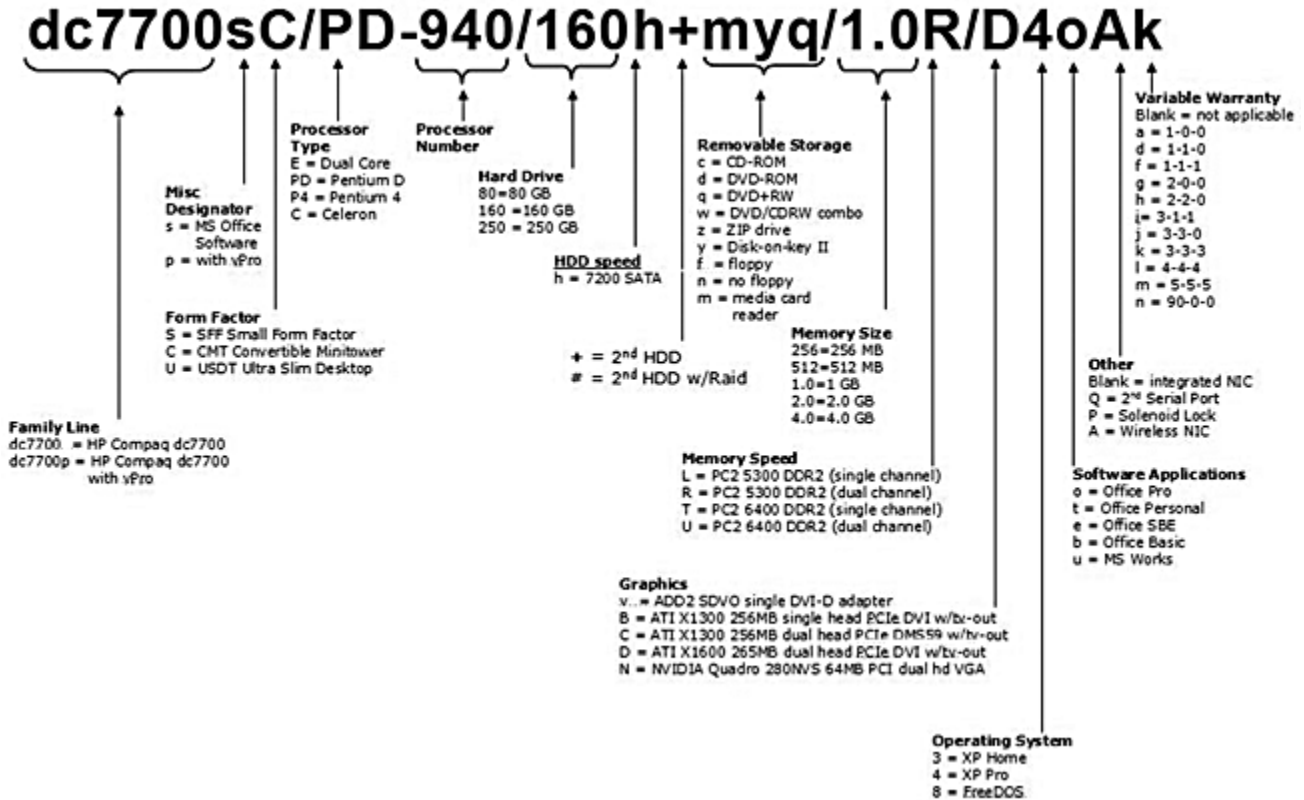 dc7700sC/PD-940/160h+myq/1.0R/D4oAk
Family Line
dc7700. = HP Compaq dc7700
dc7700p = HP Compaq dc7700
with vPro
Misc
Designator
s = MS Office
Software
p = with vPro
Form Factor
S = SFF Small Form Factor
C = CMT Convertible Minitower
U = USDT Ultra Slim Desktop
Processor
Type
E = Dual Core
PD = Pentium D
P4 = Pentium 4
C = Celeron
Processor
Number
Hard Drive
80=80 GB
160 =160 GB
250 = 250 GB
HDD speed
h = 7200 SATA
+ = 2nd HDD
# = 2nd HDD w/Raid
Removable Storage
c = CD-ROM
d = DVD-ROM
q = DVD+RW
w = DVD/CDRW combo
z = ZIP drive
y = Disk-on-key II
f = floppy
n = no floppy
m = media card
reader
Memory Size
256=256 MB
512=512 MB
1.0=1 GB
2.0=2.0 GB
4.0=4.0 GB
Memory Speed
L = PC2 5300 DDR2 (single channel)
R = PC2 5300 DDR2 (dual channel)
T = PC2 6400 DDR2 (single channel)
U = PC2 6400 DDR2 (dual channel)
Graphics
v..= ADD2 SDVO single DVI-D adapter
B = ATI X1300 256MB single head PCIe DVI w/tv-out
C = ATI X1300 256MB dual head PCIe DMS59 w/tv-out
D = ATI X1600 265MB dual head PCIe DVI w/tv-out
N = NVIDIA Quadro 280NVS 64MB PCI dual hd VGA
Operating System
3 = XP Home
4 = XP Pro
8 = FreeDOS
Software Applications
o = Office Pro
t = Office Personal
e = Office SBE
b = Office Basic
u = MS Works
Other
Blank = integrated NIC
Q = 2nd Serial Port
P = Solenoid Lock
A = Wireless NIC
Variable Warranty
Blank = not applicable
a = 1-0-0
d = 1-1-0
f = 1-1-1
g = 2-0-0
h = 2-2-0
i= 3-1-1
j = 3-3-0
k = 3-3-3
l = 4-4-4
m = 5-5-5
n = 90-0-0